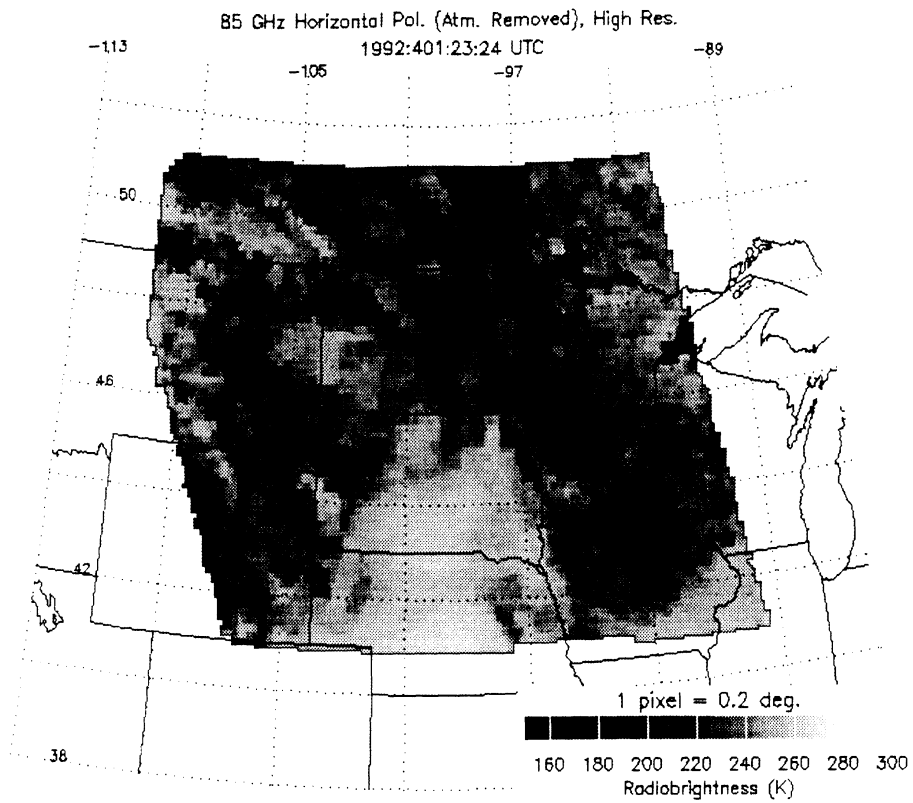 85 GHz Horizontal Pol. (Atm. Removed), High Res.
1992:401:23:24 UTC
-113
-105
-97
-89
50
46
42
38
1 pixel = 0.2 deg.
160 180 200 220 240 260 280 300
Radiobrightness (K)